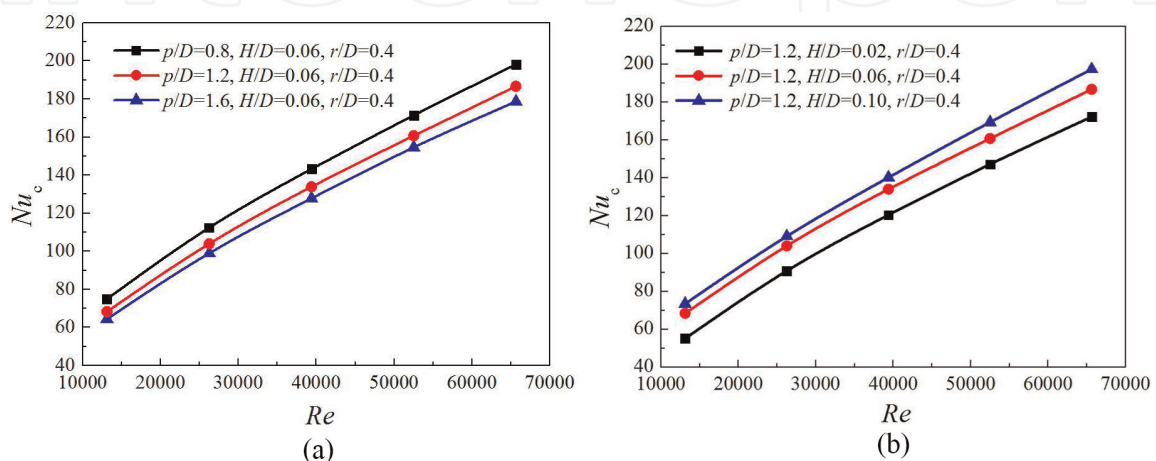 220
200
180
160
140
120
100
80
60
40
Nu_c
p/D=0.8, H/D=0.06, r/D=0.4
p/D=1.2, H/D=0.06, r/D=0.4
p/D=1.6, H/D=0.06, r/D=0.4
10000 20000 30000 40000 50000 60000 70000
Re
(a)
220
200
180
160
140
120
100
80
60
40
Nu_c
p/D=1.2, H/D=0.02, r/D=0.4
p/D=1.2, H/D=0.06, r/D=0.4
p/D=1.2, H/D=0.10, r/D=0.4
10000 20000 30000 40000 50000 60000 70000
Re
(b)